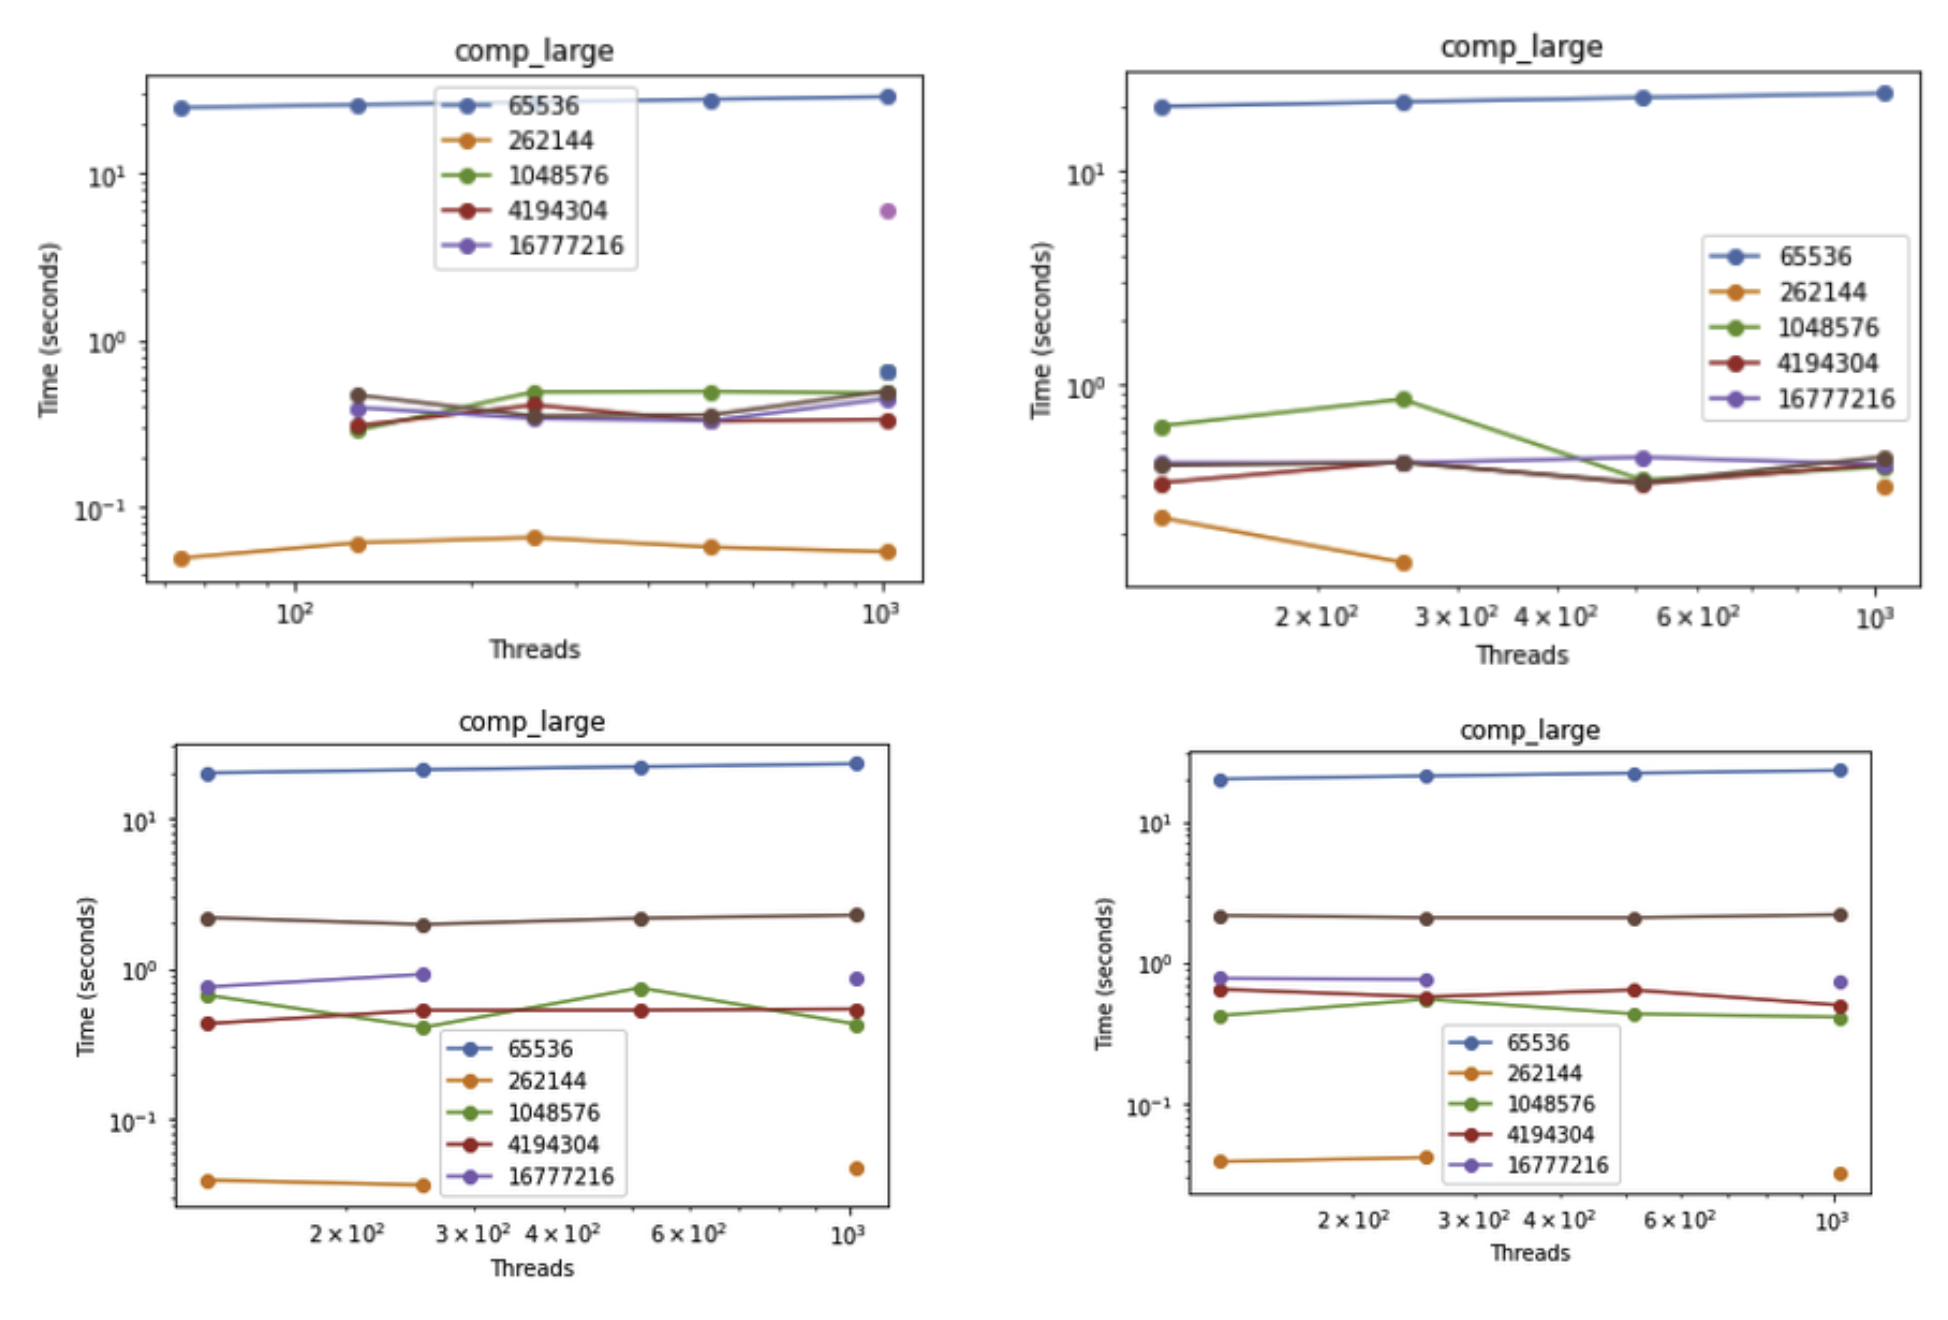 comp_large
Time (seconds)
10¹
10⁰
10⁻¹
65536
262144
1048576
4194304
16777216
10²
10³
Threads
comp_large
Time (seconds)
10¹
10⁰
65536
262144
1048576
4194304
16777216
2 × 10²
3 × 10²
4 × 10²
6 × 10²
10³
Threads
comp_large
Time (seconds)
10¹
10⁰
10⁻¹
65536
262144
1048576
4194304
16777216
2 × 10²
3 × 10²
4 × 10²
6 × 10²
10³
Threads
comp_large
Time (seconds)
10¹
10⁰
10⁻¹
65536
262144
1048576
4194304
16777216
2 × 10²
3 × 10²
4 × 10²
6 × 10²
10³
Threads